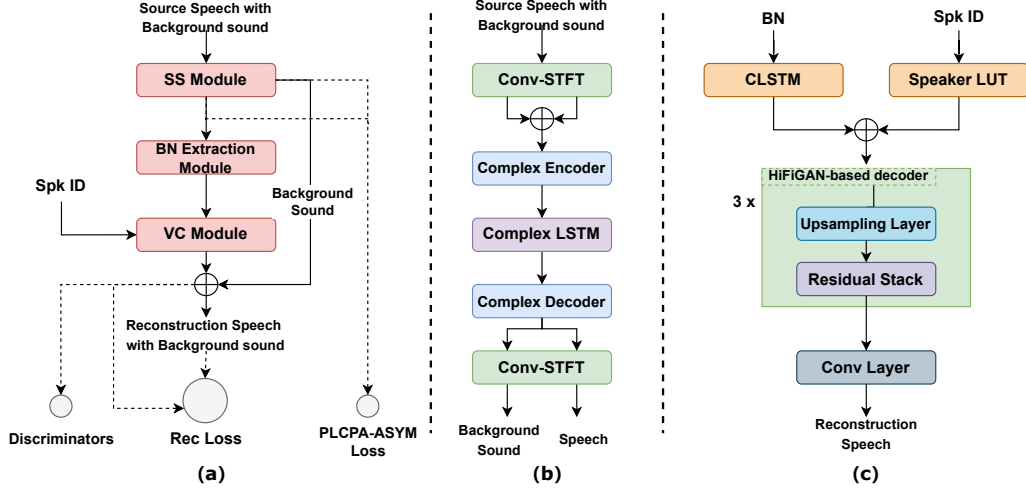 Source Speech with
Background sound
SS Module
BN Extraction
Module
Spk ID
Background
Sound
VC Module
Reconstruction Speech
with Background sound
Discriminators
Rec Loss
PLCPA-ASYM
Loss
(a)
Source Speech with
Background sound
Conv-STFT
Complex Encoder
Complex LSTM
Complex Decoder
Conv-STFT
Background
Sound
Speech
(b)
BN
Spk ID
CLSTM
Speaker LUT
HiFiGAN-based decoder
3 x
Upsampling Layer
Residual Stack
Conv Layer
Reconstruction
Speech
(c)